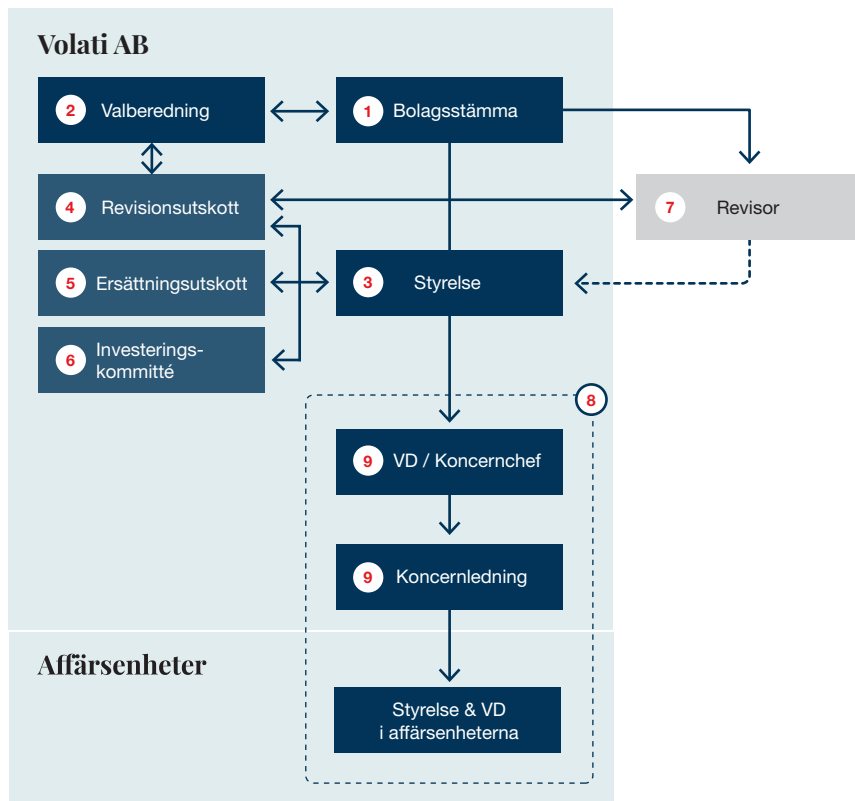 Volati AB
2 Valberedning
1 Bolagsstämma
4 Revisionsutskott
7 Revisor
5 Ersättningsutskott
3 Styrelse
6 Investerings-
kommitté
8
9 VD / Koncernchef
9 Koncernledning
Affärsenheter
Styrelse & VD
i affärsenheterna